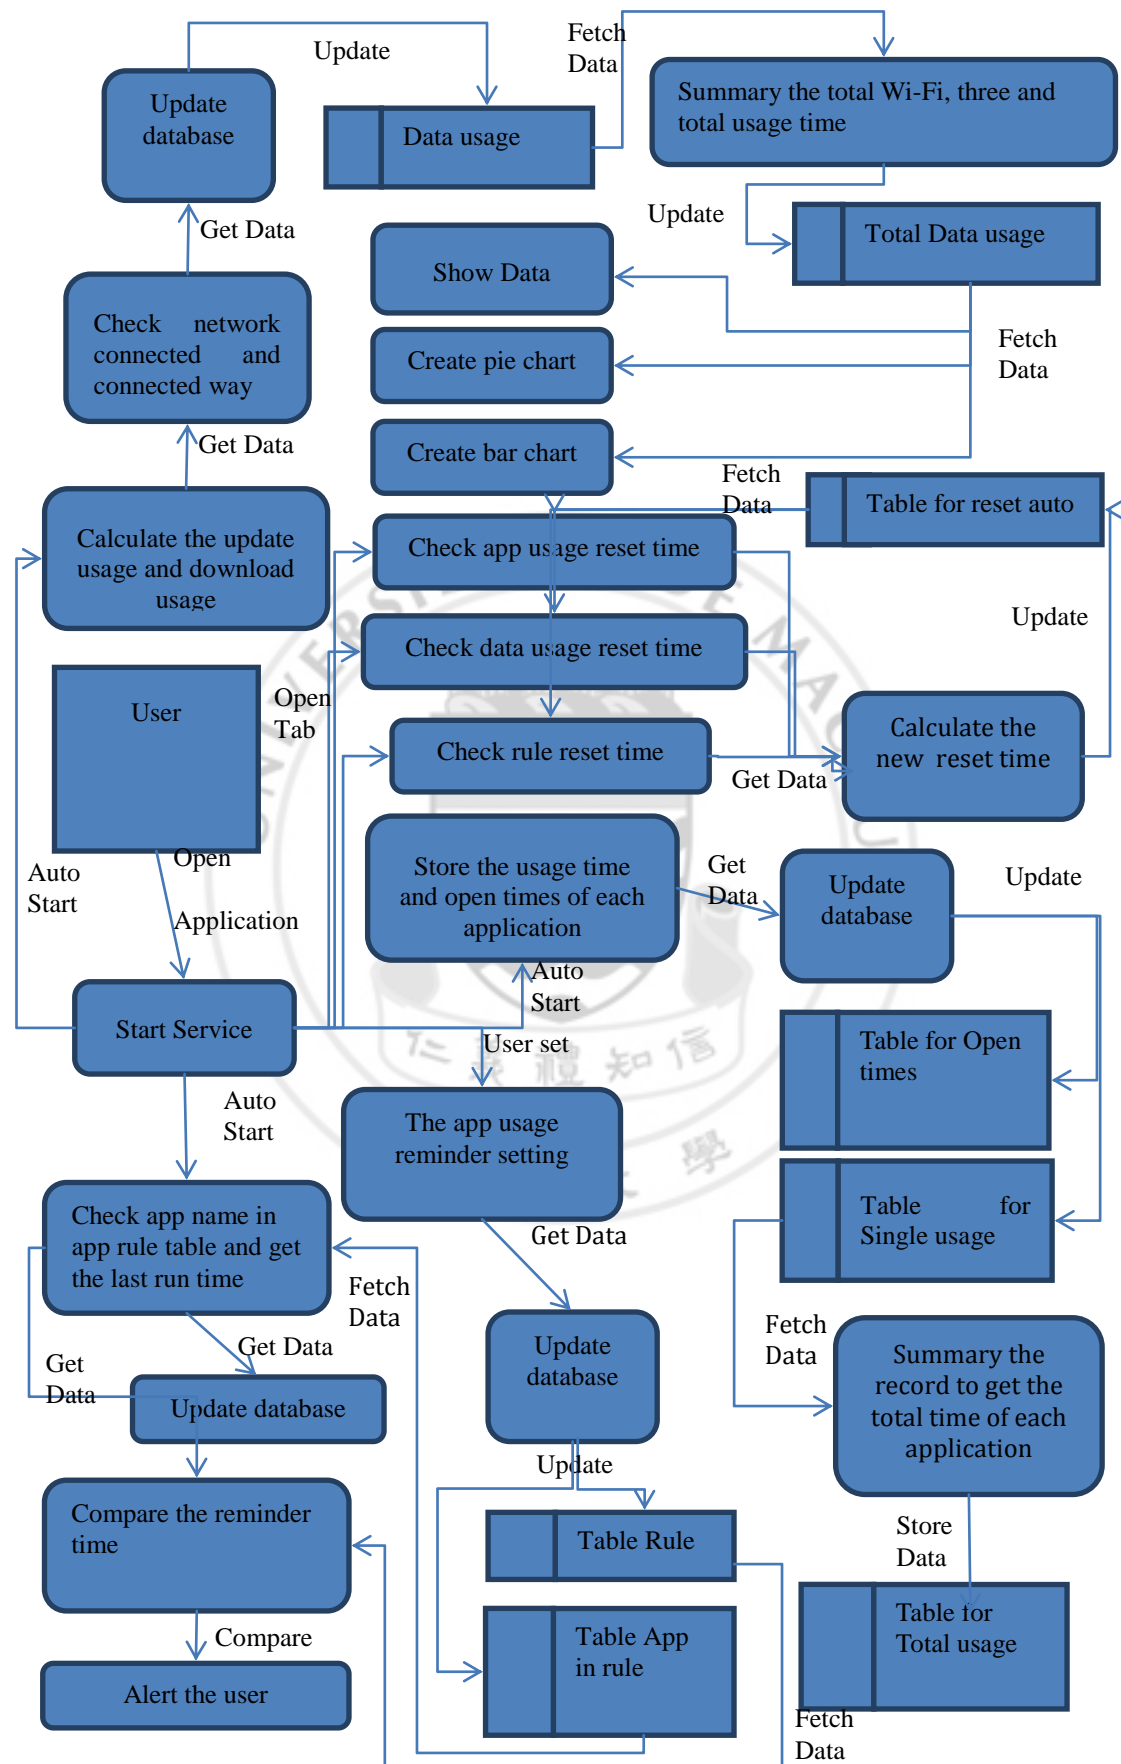 Update
Fetch
Data
Update
database
Data usage
Summary the total Wi-Fi, three and
total usage time
Get Data
Update
Total Data usage
Show Data
Check network
connected and
connected way
Create pie chart
Fetch
Data
Get Data
Create bar chart
Fetch
Data
Table for reset auto
Calculate the update
usage and download
usage
Check app usage reset time
Update
Check data usage reset time
User
Open
Tab
Check rule reset time
Get Data
Calculate the
new reset time
Auto
Start
Open
Application
Store the usage time
and open times of each
application
Get
Data
Update
database
Update
Auto
Start
Start Service
User set
Table for Open
times
Auto
Start
The app usage
reminder setting
Table for
Single usage
Check app name in
app rule table and get
the last run time
Get Data
Fetch
Data
Get Data
Get
Data
Update database
Update
database
Fetch
Data
Summary the
record to get the
total time of each
application
Update
Compare the reminder
time
Table Rule
Store
Data
Compare
Table App
in rule
Table for
Total usage
Alert the user
Fetch
Data
UNIVERSIDADE DE MACAU
仁義禮知信
學